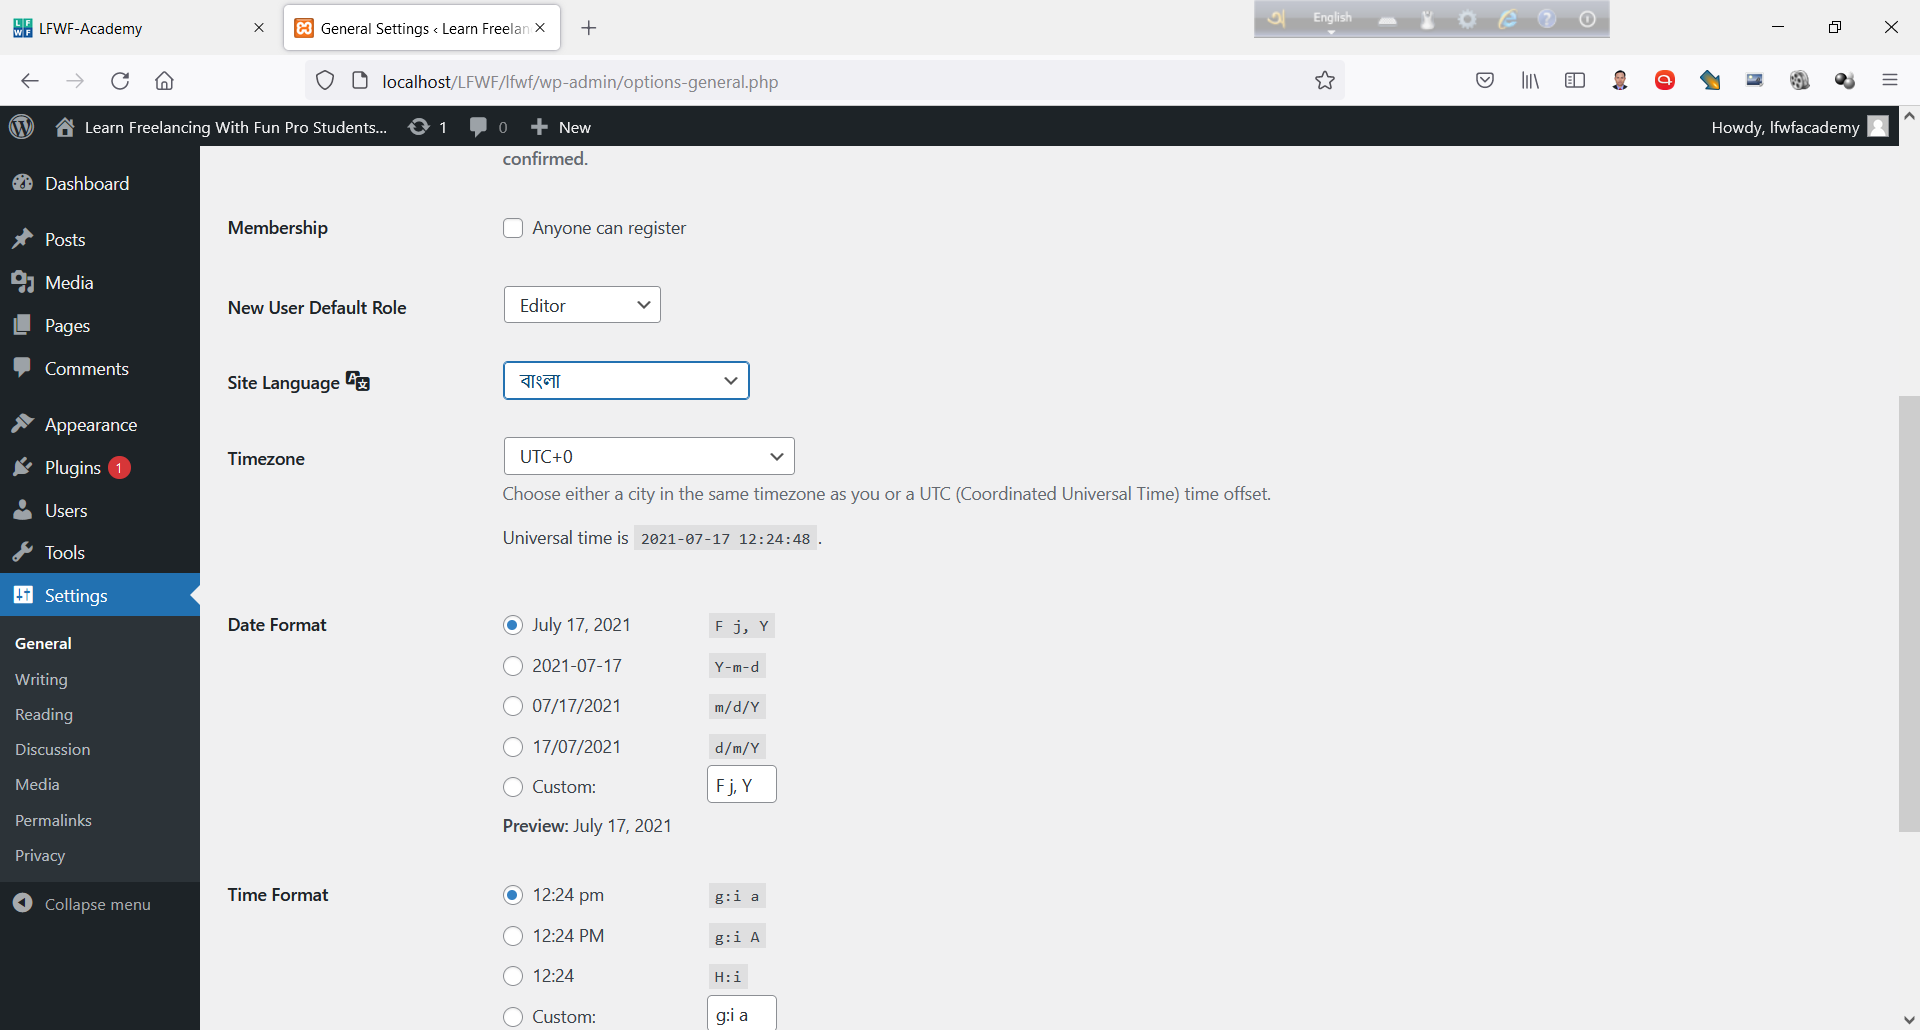 LFWF-Academy
General Settings ‹ Learn Freelan
English
localhost/LFWF/lfwf/wp-admin/options-general.php
Learn Freelancing With Fun Pro Students... 1 0 New
Howdy, lfwfacademy
confirmed.
Dashboard
Posts
Media
Pages
Comments
Appearance
Plugins 1
Users
Tools
Settings
General
Writing
Reading
Discussion
Media
Permalinks
Privacy
Collapse menu
Membership
Anyone can register
New User Default Role
Editor
Site Language
বাংলা
Timezone
UTC+0
Choose either a city in the same timezone as you or a UTC (Coordinated Universal Time) time offset.
Universal time is 2021-07-17 12:24:48 .
Date Format
July 17, 2021 F j, Y
2021-07-17 Y-m-d
07/17/2021 m/d/Y
17/07/2021 d/m/Y
Custom: F j, Y
Preview: July 17, 2021
Time Format
12:24 pm g:i a
12:24 PM g:i A
12:24 H:i
Custom: g:i a